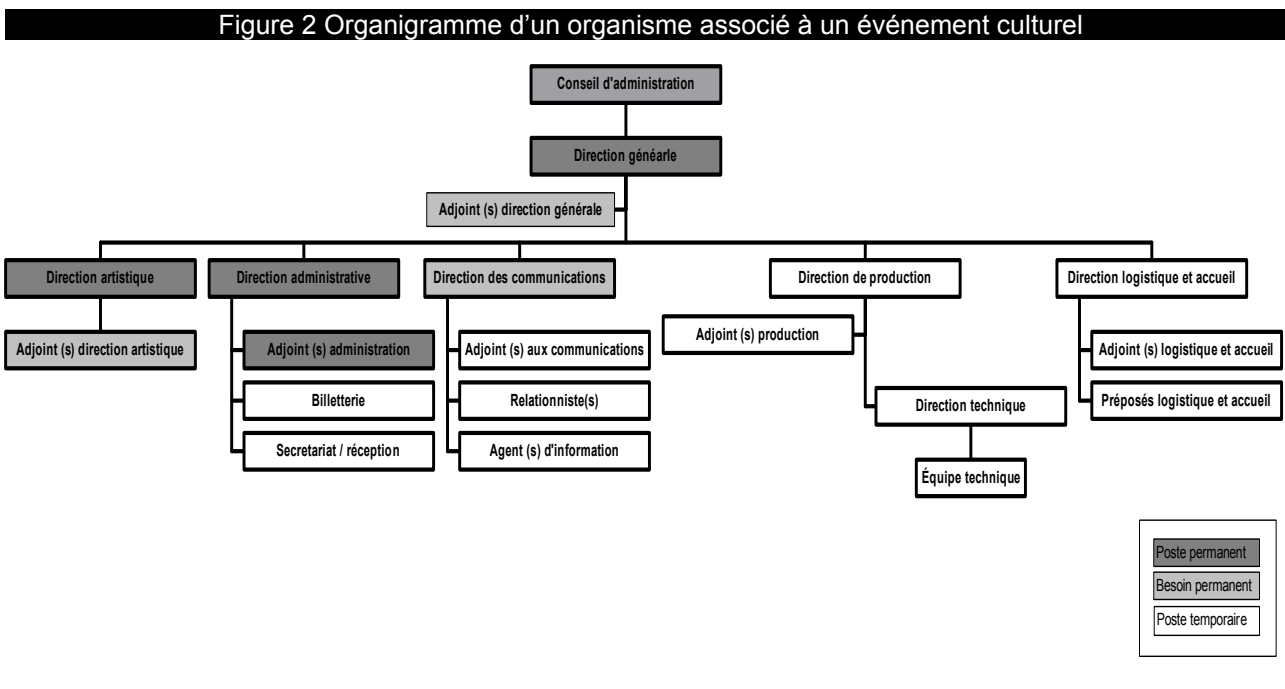 Figure 2 Organigramme d'un organisme associé à un événement culturel
Conseil d'administration
Direction généarle
Adjoint (s) direction générale
Direction artistique
Direction administrative
Direction des communications
Direction de production
Direction logistique et accueil
Adjoint (s) direction artistique
Adjoint (s) administration
Billetterie
Secretariat / réception
Adjoint (s) aux communications
Relationniste(s)
Agent (s) d'information
Adjoint (s) production
Direction technique
Équipe technique
Adjoint (s) logistique et accueil
Préposés logistique et accueil
Poste permanent
Besoin permanent
Poste temporaire